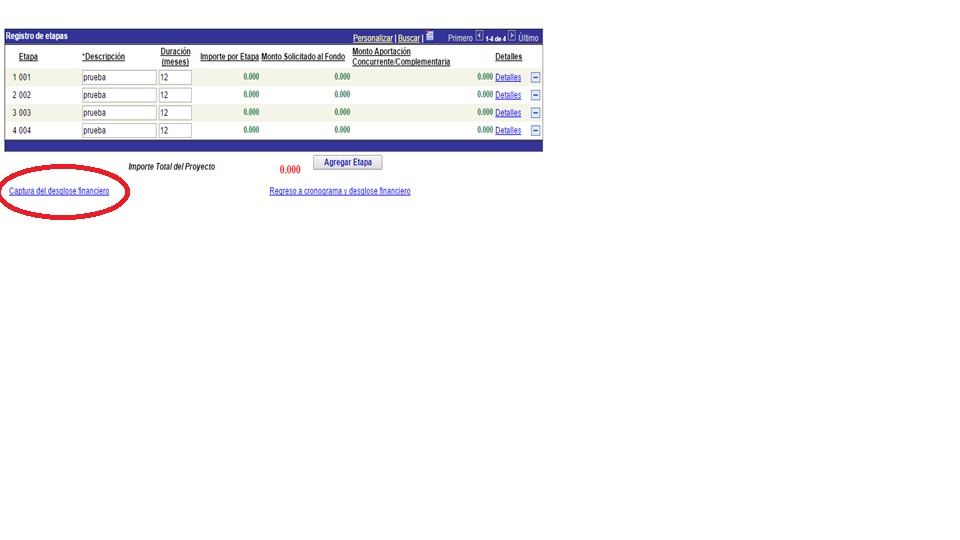 Registro de etapas Personalizar | Buscar | Primero 1-4 de 4 Último
Etapa *Descripción Duración (meses) Importe por Etapa Monto Solicitado al Fondo Monto Aportación Concurrente/Complementaria Detalles
1 001 prueba 12 0.000 0.000 0.000 Detalles
2 002 prueba 12 0.000 0.000 0.000 Detalles
3 003 prueba 12 0.000 0.000 0.000 Detalles
4 004 prueba 12 0.000 0.000 0.000 Detalles
Importe Total del Proyecto 0.000 Agregar Etapa
Captura del desglose financiero Regreso a cronograma y desglose financiero